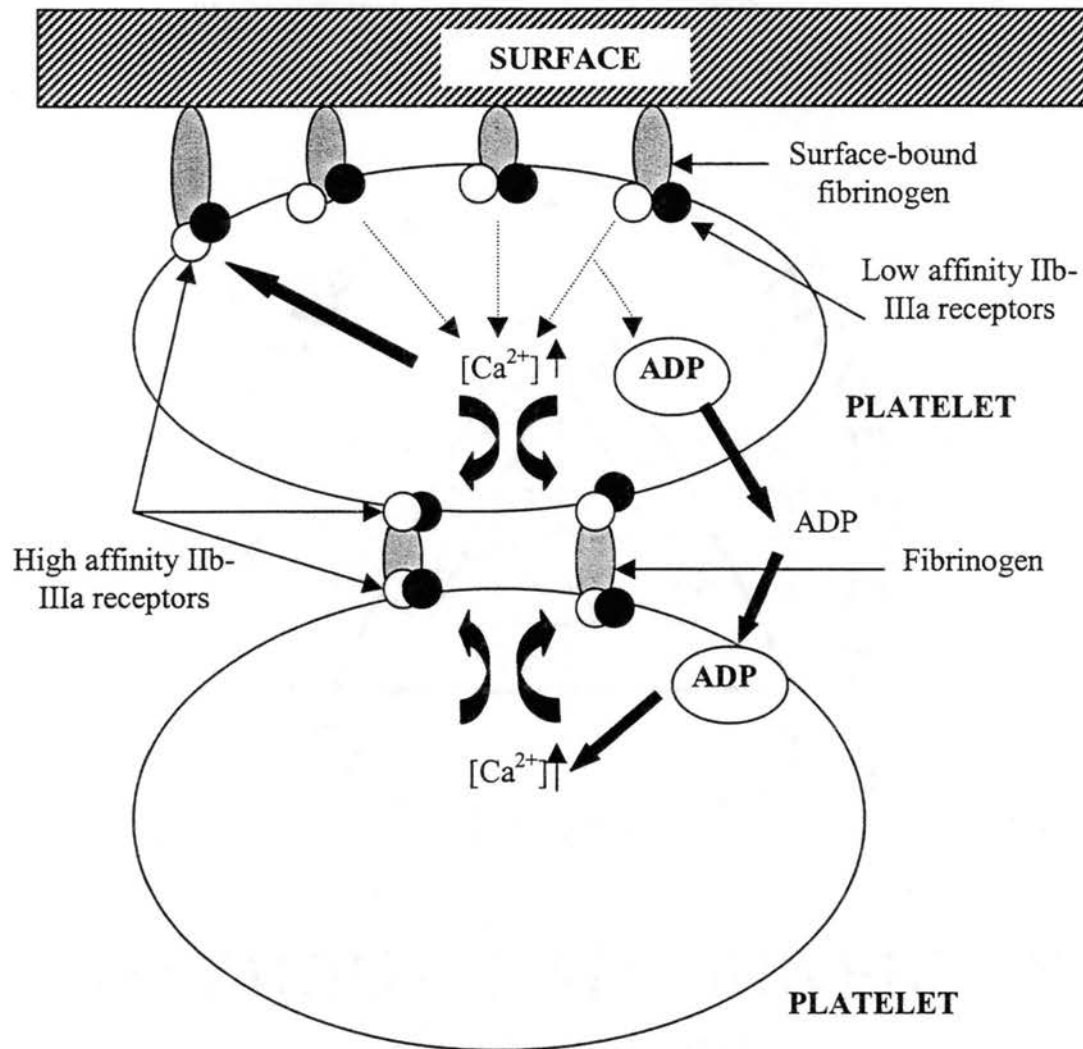 SURFACE
Surface-bound
fibrinogen
Low affinity IIb-
IIIa receptors
[Ca²⁺]
ADP
PLATELET
ADP
High affinity IIb-
IIIa receptors
Fibrinogen
ADP
[Ca²⁺]
PLATELET